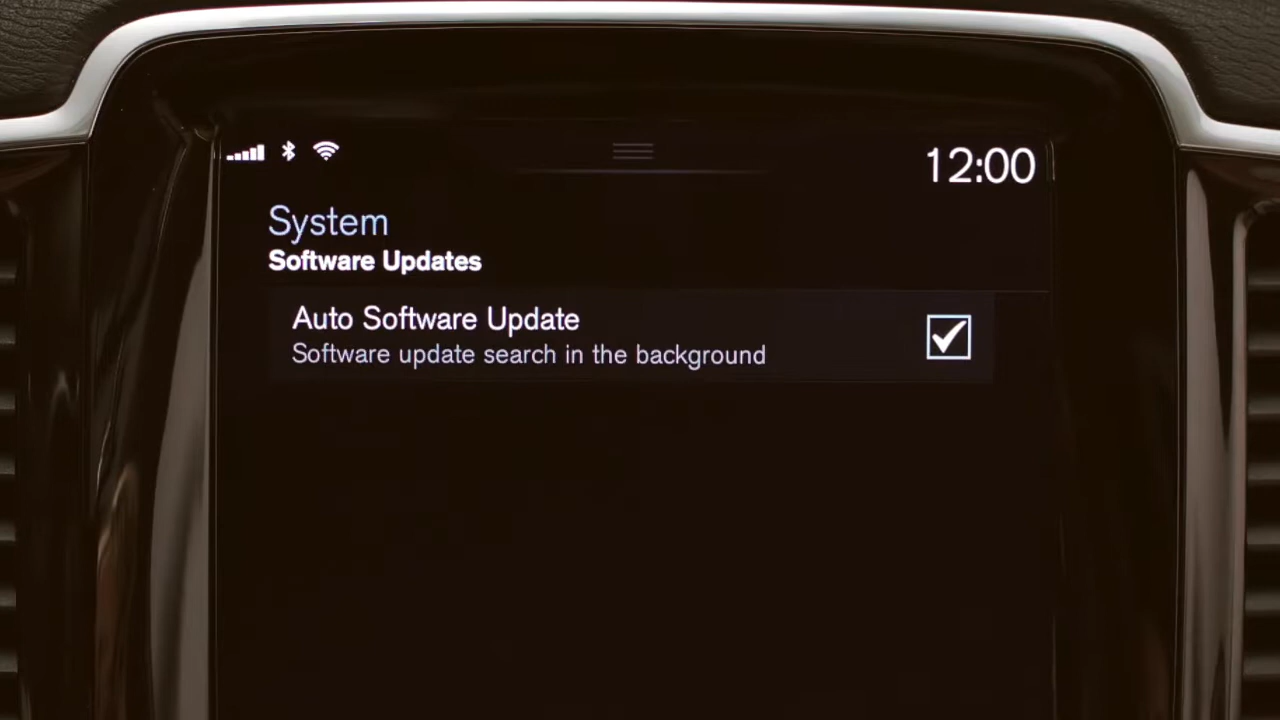 12:00
System
Software Updates
Auto Software Update
Software update search in the background